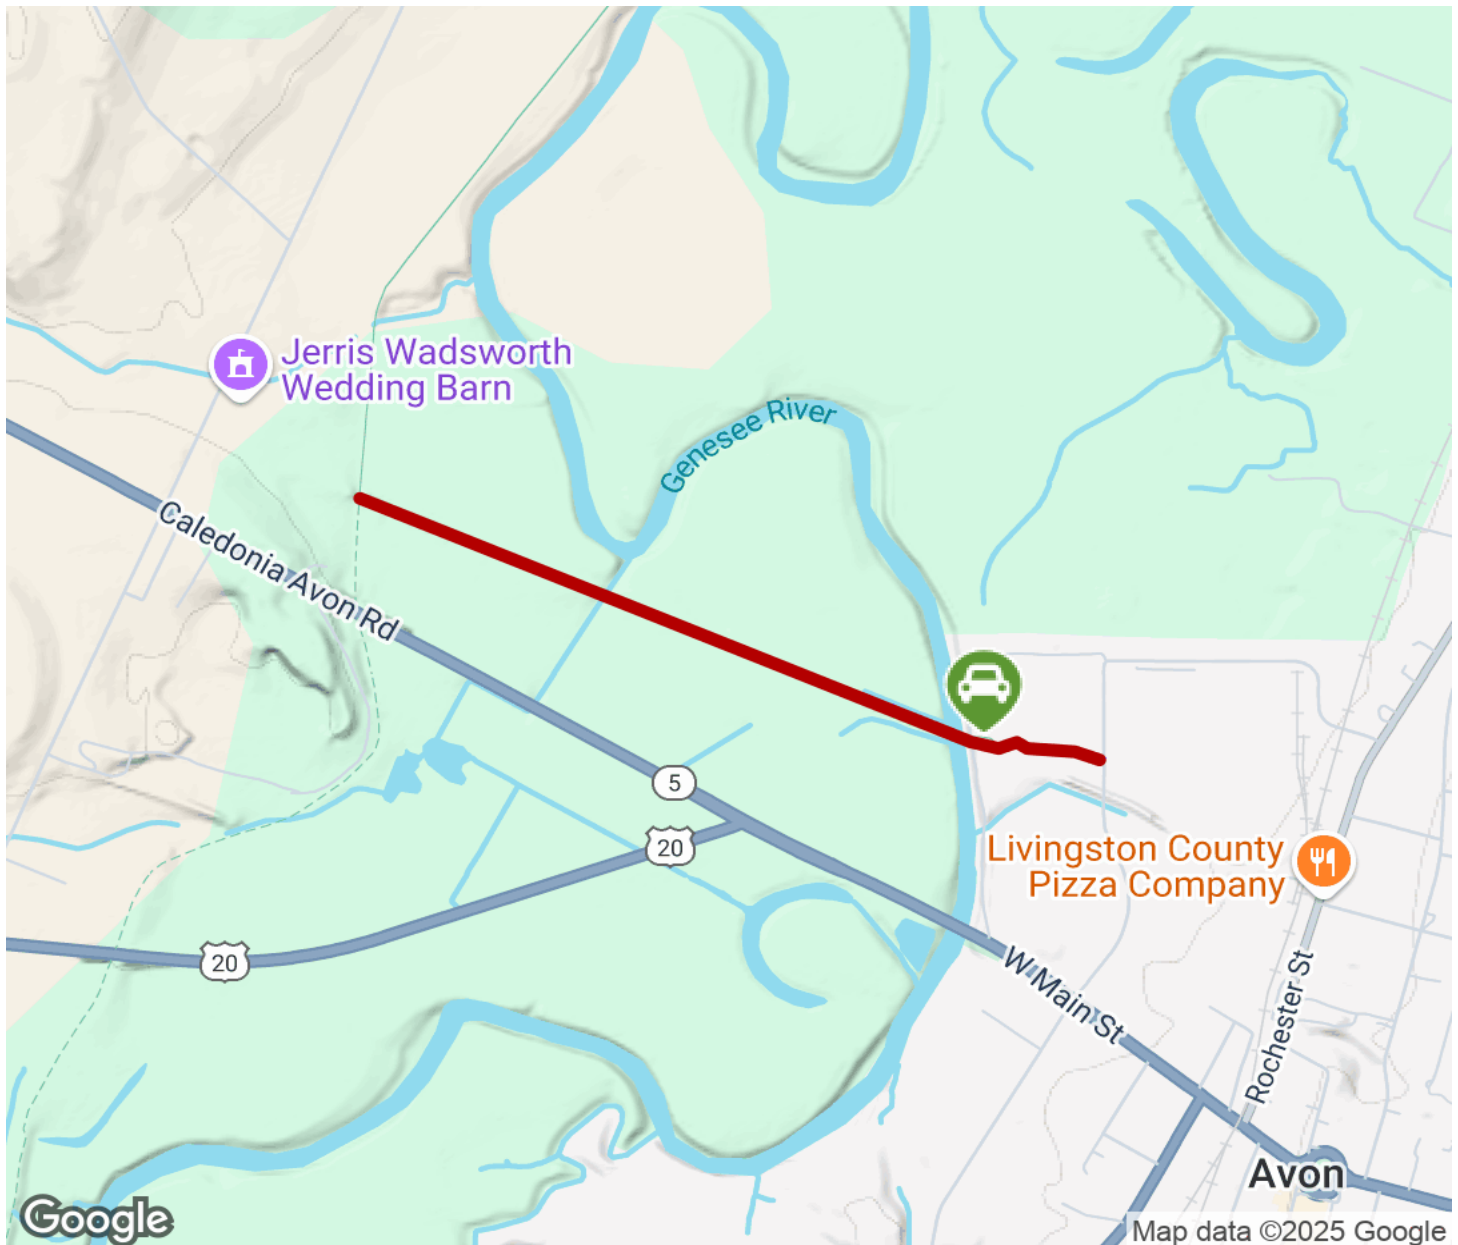 Jerris Wadsworth
Wedding Barn
Genesee River
Caledonia Avon Rd
5
20
20
Livingston County
Pizza Company
W Main St
Rochester St
Avon
Google
Map data ©2025 Google